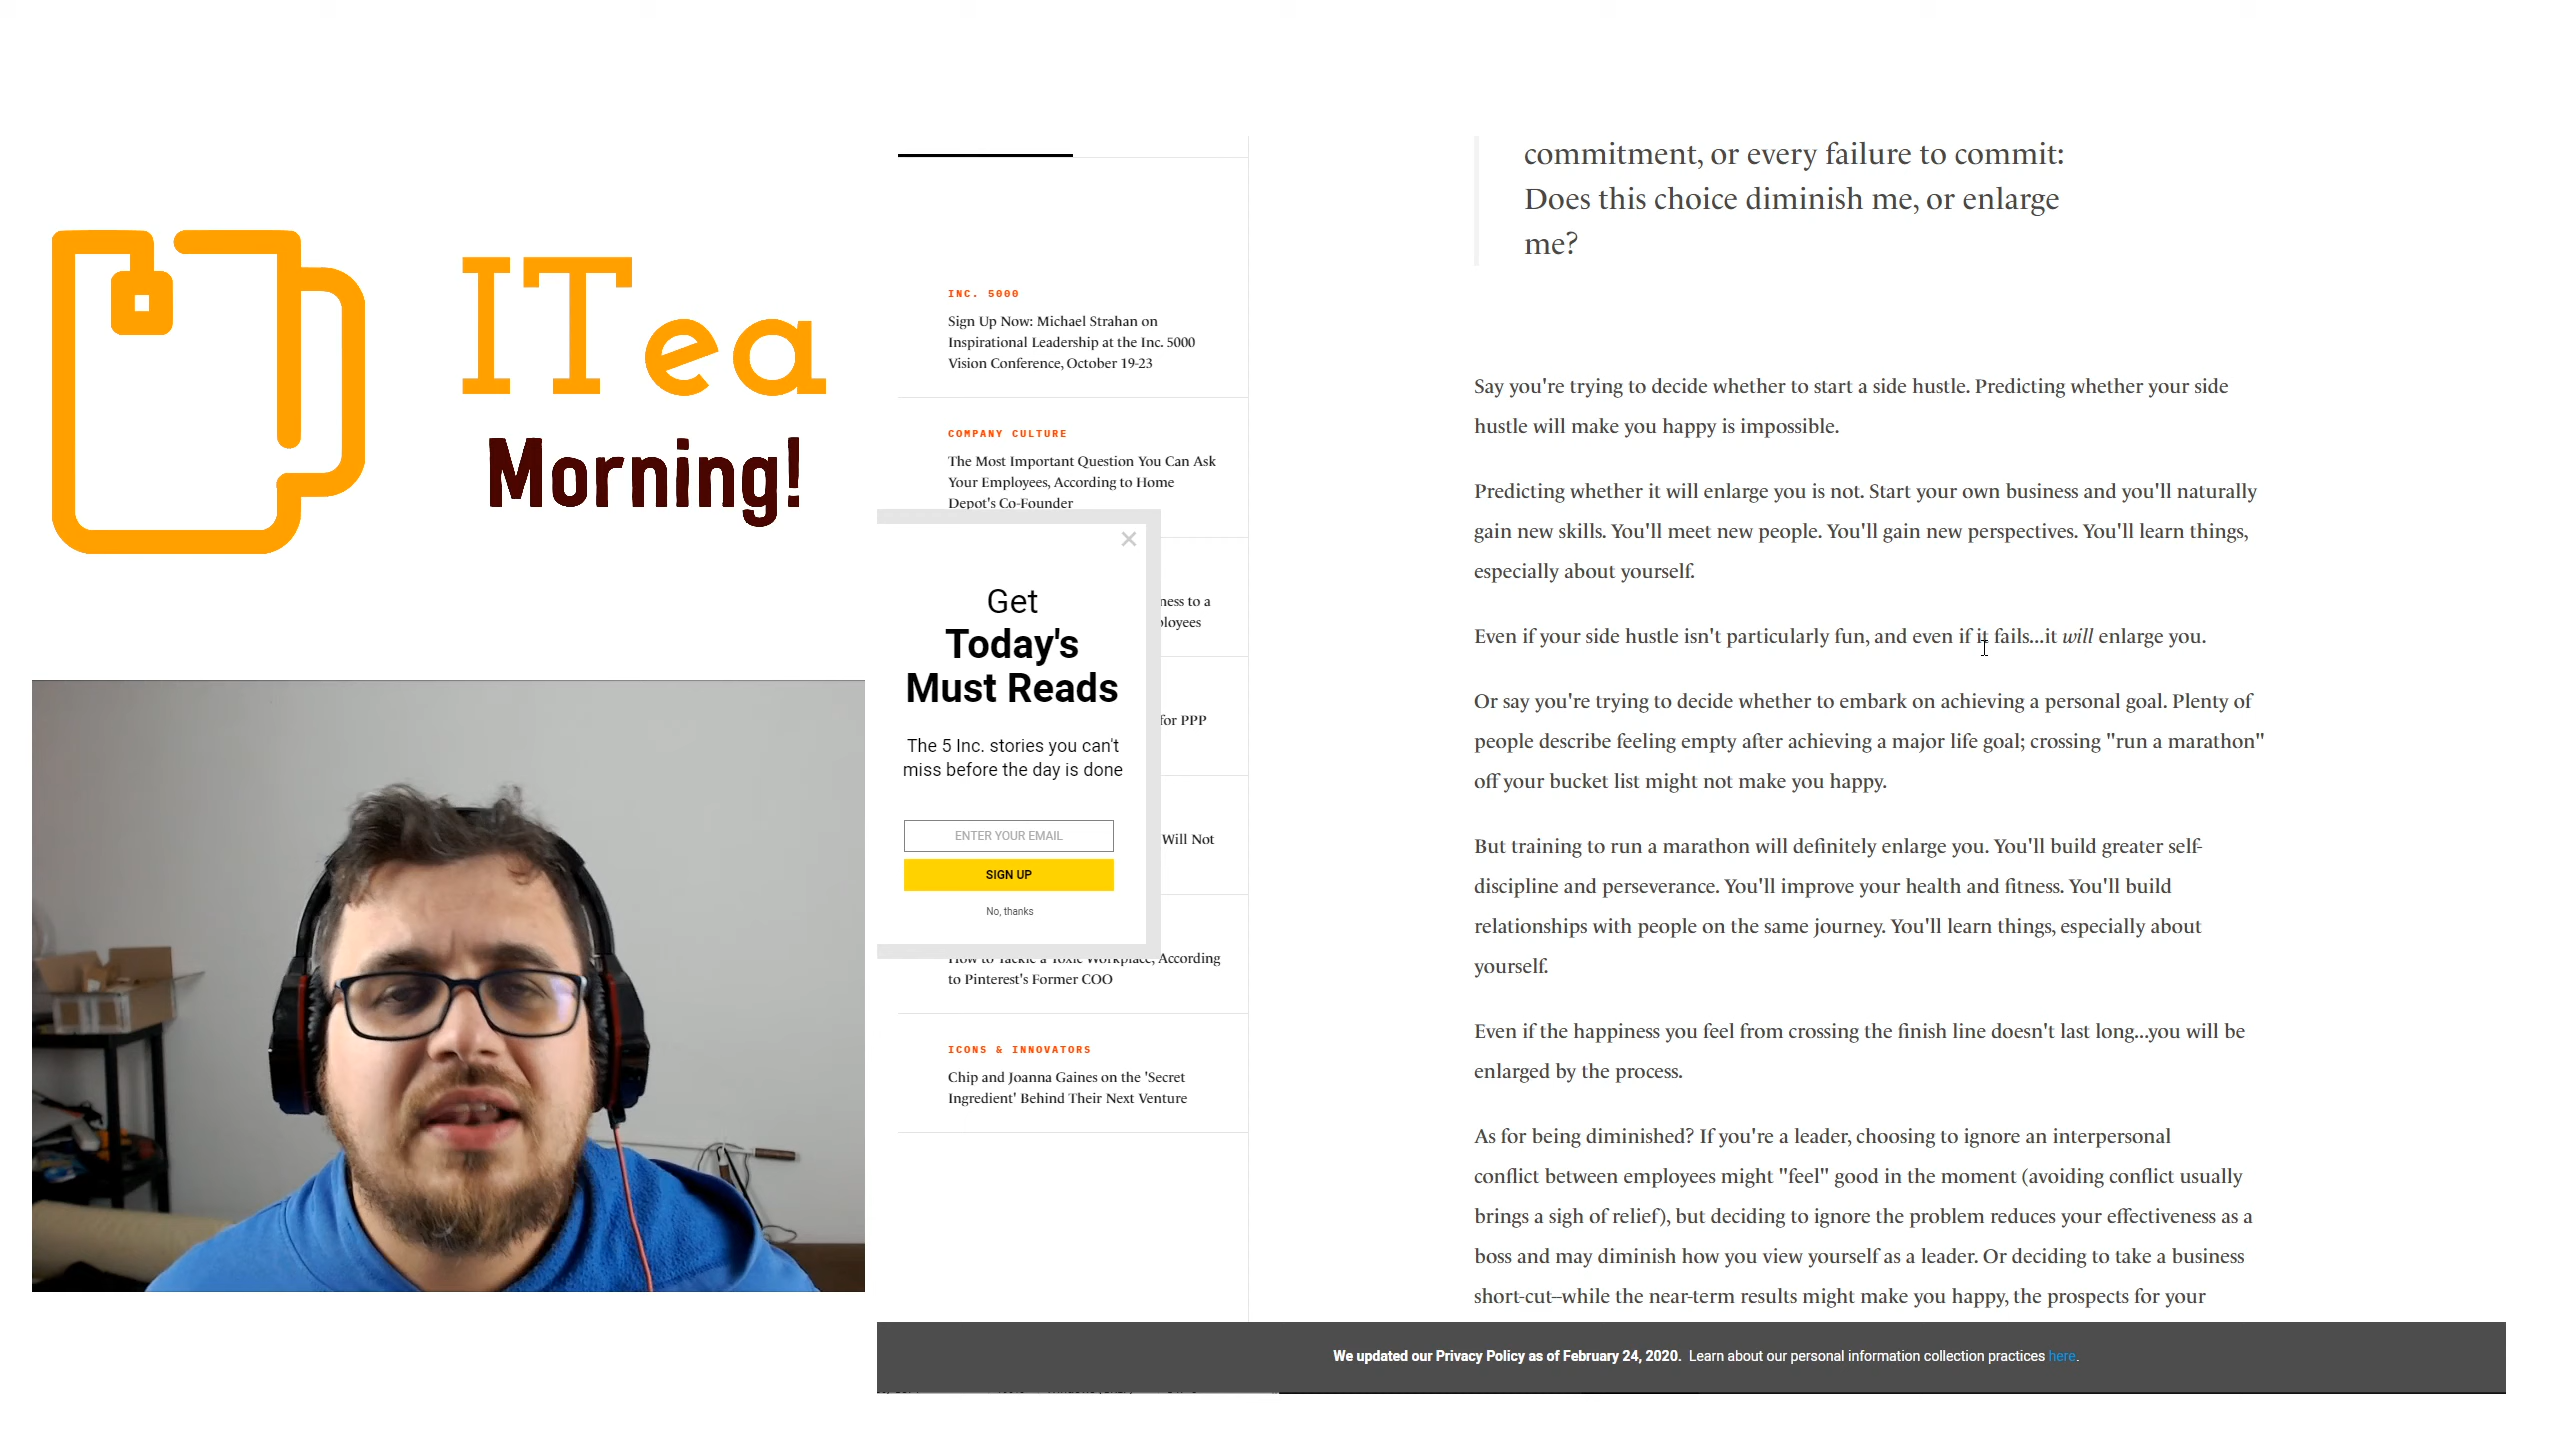 ITea
Morning!
INC. 5000
Sign Up Now: Michael Strahan on
Inspirational Leadership at the Inc. 5000
Vision Conference, October 19-23
COMPANY CULTURE
The Most Important Question You Can Ask
Your Employees, According to Home
Depot's Co-Founder
to a
for PPP
Will Not
How to Tackle a Toxic Workplace, According
to Pinterest's Former COO
ICONS & INNOVATORS
Chip and Joanna Gaines on the 'Secret
Ingredient' Behind Their Next Venture
Get
Today's
Must Reads
The 5 Inc. stories you can't
miss before the day is done
ENTER YOUR EMAIL
SIGN UP
No, thanks
commitment, or every failure to commit:
Does this choice diminish me, or enlarge
me?
Say you're trying to decide whether to start a side hustle. Predicting whether your side
hustle will make you happy is impossible.
Predicting whether it will enlarge you is not. Start your own business and you'll naturally
gain new skills. You'll meet new people. You'll gain new perspectives. You'll learn things,
especially about yourself.
Even if your side hustle isn't particularly fun, and even if it fails...it will enlarge you.
Or say you're trying to decide whether to embark on achieving a personal goal. Plenty of
people describe feeling empty after achieving a major life goal; crossing "run a marathon"
off your bucket list might not make you happy.
But training to run a marathon will definitely enlarge you. You'll build greater self-
discipline and perseverance. You'll improve your health and fitness. You'll build
relationships with people on the same journey. You'll learn things, especially about
yourself.
Even if the happiness you feel from crossing the finish line doesn't last long...you will be
enlarged by the process.
As for being diminished? If you're a leader, choosing to ignore an interpersonal
conflict between employees might "feel" good in the moment (avoiding conflict usually
brings a sigh of relief), but deciding to ignore the problem reduces your effectiveness as a
boss and may diminish how you view yourself as a leader. Or deciding to take a business
short-cut–while the near-term results might make you happy, the prospects for your
We updated our Privacy Policy as of February 24, 2020. Learn about our personal information collection practices here.